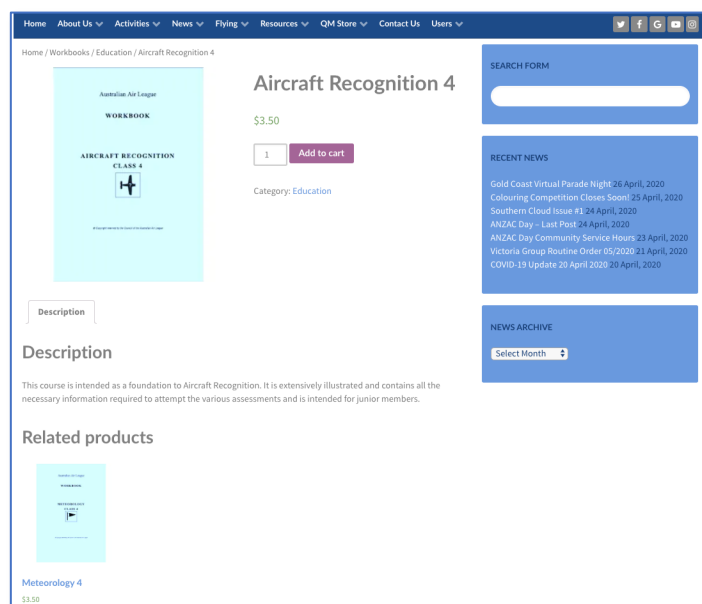 Home About Us Activities News Flying Resources QM Store Contact Us Users
Home / Workbooks / Education / Aircraft Recognition 4
Australian Air League
WORKBOOK
AIRCRAFT RECOGNITION
CLASS 4
Aircraft Recognition 4
$3.50
1 Add to cart
Category: Education
SEARCH FORM
RECENT NEWS
Gold Coast Virtual Parade Night 26 April, 2020
Colouring Competition Closes Soon! 25 April, 2020
Southern Cloud Issue #1 24 April, 2020
ANZAC Day – Last Post 24 April, 2020
ANZAC Day Community Service Hours 23 April, 2020
Victoria Group Routine Order 05/2020 21 April, 2020
COVID-19 Update 20 April 2020 20 April, 2020
NEWS ARCHIVE
Select Month
Description
Description
This course is intended as a foundation to Aircraft Recognition. It is extensively illustrated and contains all the
necessary information required to attempt the various assessments and is intended for junior members.
Related products
Australian Air League
WORKBOOK
METEOROLOGY
CLASS 4
Meteorology 4
$3.50